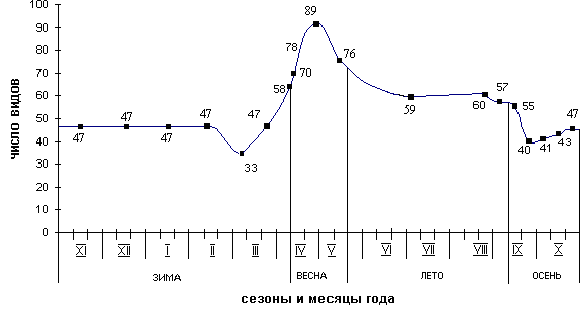 100
90
80
70
60
50
40
30
20
10
0
число видов
47 47 47 47 33 47 58 70 78 89 76 59 60 57 55 40 41 43 47
XI XII I II III IV V VI VII VIII IX X
ЗИМА ВЕСНА ЛЕТО ОСЕНЬ
сезоны и месяцы года